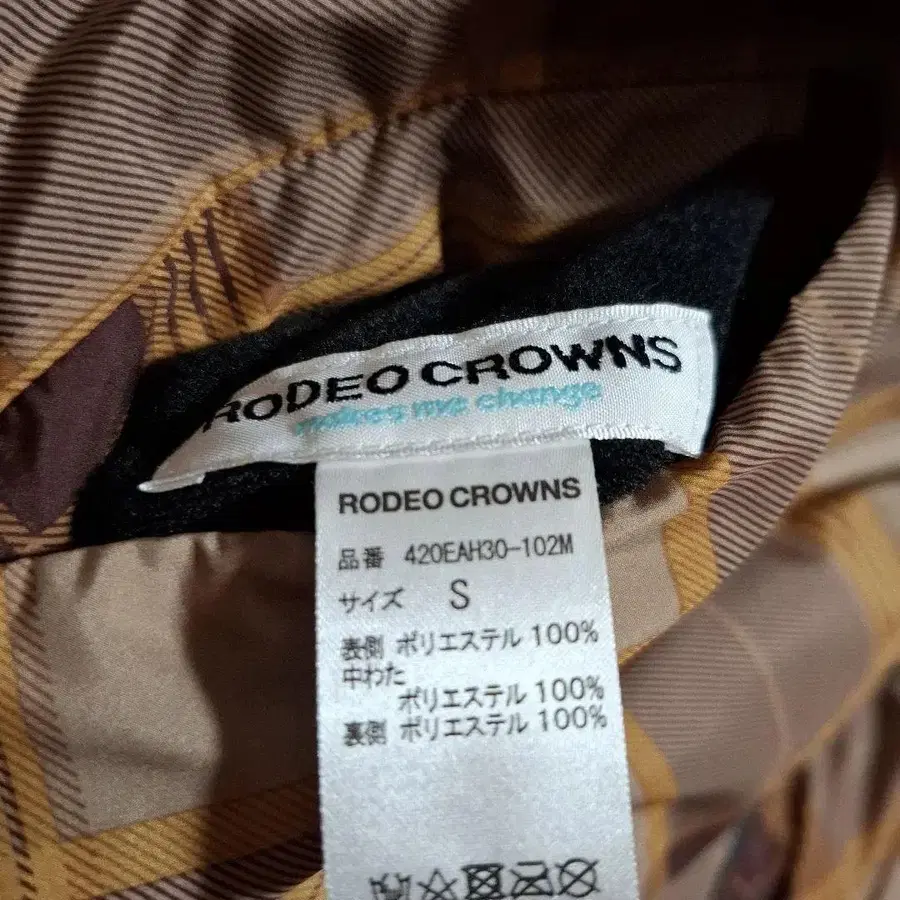 RODEO CROWNS
makes me change
RODEO CROWNS
品番 420EAH30-102M
サイズ S
表側 ポリエステル 100%
中わた
ポリエステル 100%
裏側 ポリエステル 100%